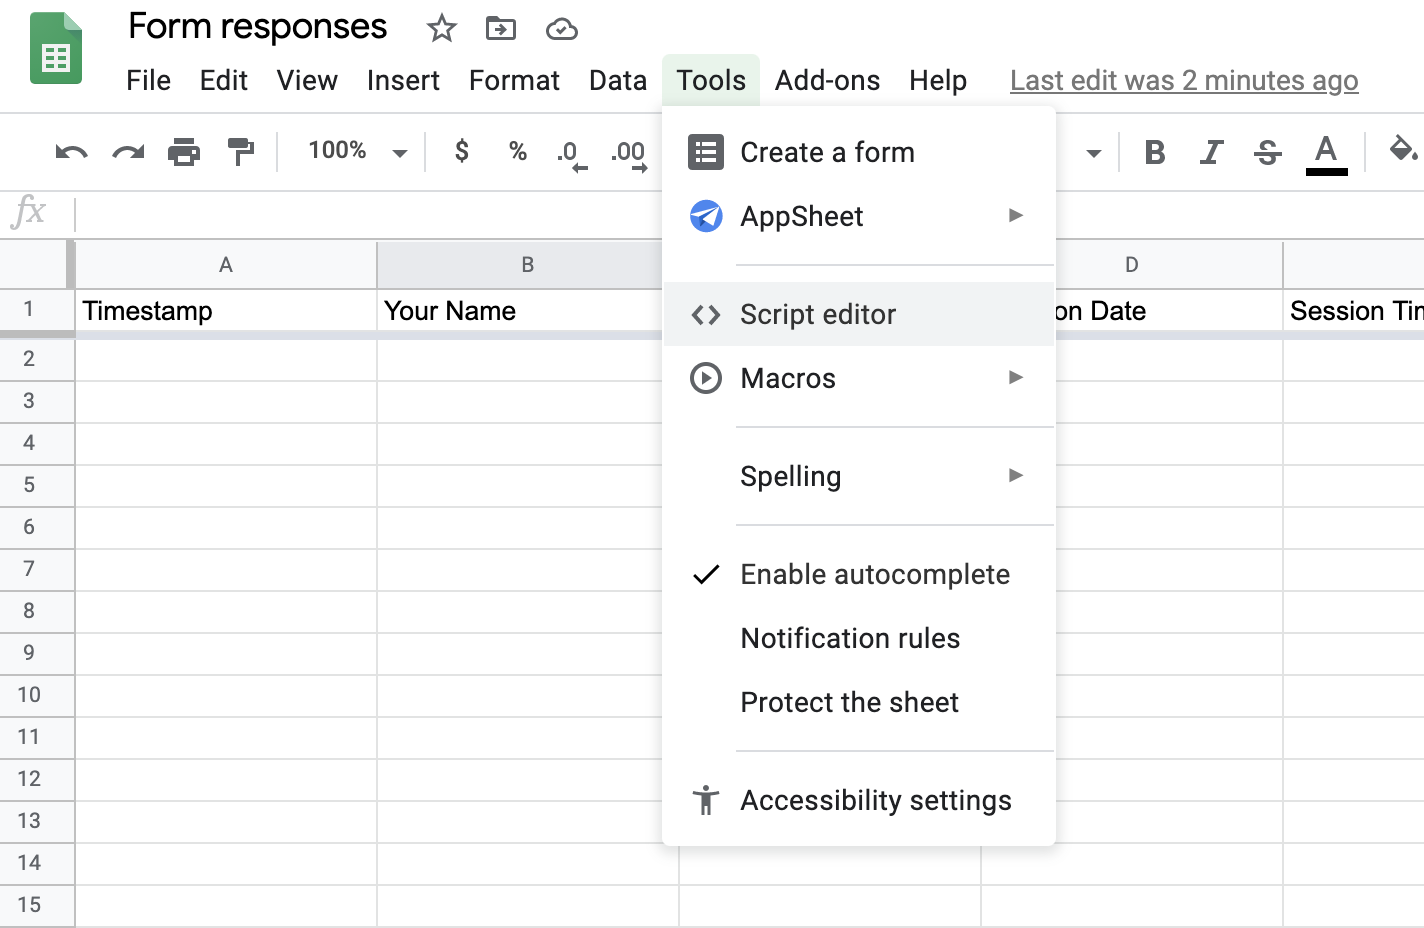 Form responses
File Edit View Insert Format Data Tools Add-ons Help Last edit was 2 minutes ago
100% $ % .0 .00 B I S A
fx
A B D
1 Timestamp Your Name on Date Session
2
3
4
5
6
7
8
9
10
11
12
13
14
15
Create a form
AppSheet
Script editor
Macros
Spelling
Enable autocomplete
Notification rules
Protect the sheet
Accessibility settings